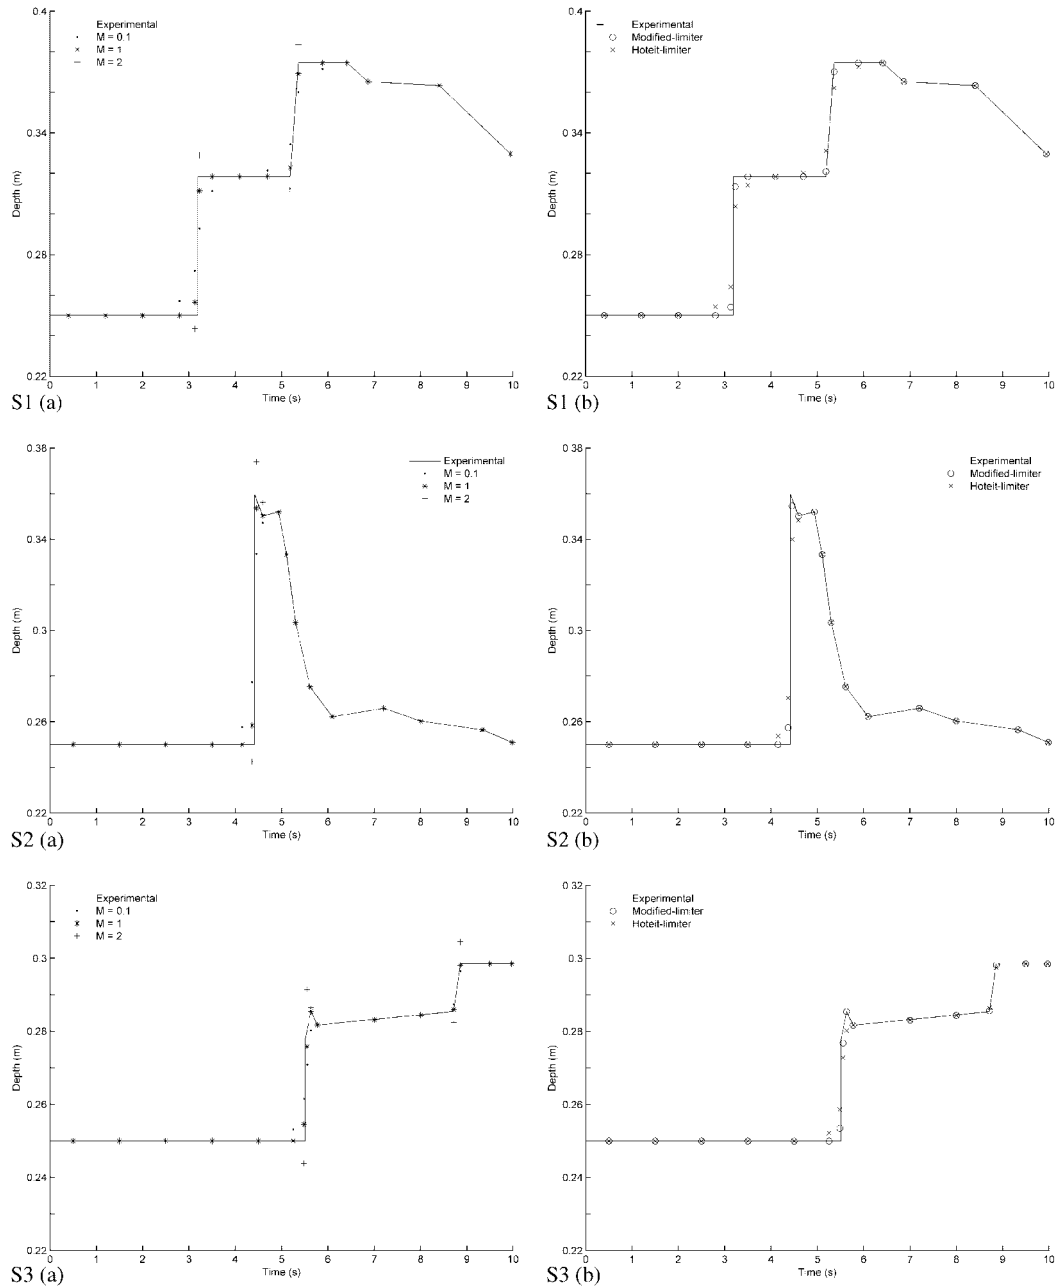 0.4
0.34
0.28
0.22
Depth (m)
Experimental
M = 0.1
M = 1
M = 2
0 1 2 3 4 5 6 7 8 9 10
Time (s)
S1 (a)
0.4
0.34
0.28
0.22
Depth (m)
Experimental
Modified-limiter
Hoteit-limiter
0 1 2 3 4 5 6 7 8 9 10
Time (s)
S1 (b)
0.38
0.34
0.3
0.26
0.22
Depth (m)
Experimental
M = 0.1
M = 1
M = 2
0 1 2 3 4 5 6 7 8 9 10
Time (s)
S2 (a)
0.38
0.34
0.3
0.26
0.22
Depth (m)
Experimental
Modified-limiter
Hoteit-limiter
0 1 2 3 4 5 6 7 8 9 10
Time (s)
S2 (b)
0.32
0.3
0.28
0.26
0.24
0.22
Depth (m)
Experimental
M = 0.1
M = 1
M = 2
0 1 2 3 4 5 6 7 8 9 10
Time (s)
S3 (a)
0.32
0.3
0.28
0.26
0.24
0.22
Depth (m)
Experimental
Modified-limiter
Hoteit-limiter
0 1 2 3 4 5 6 7 8 9 10
Time (s)
S3 (b)